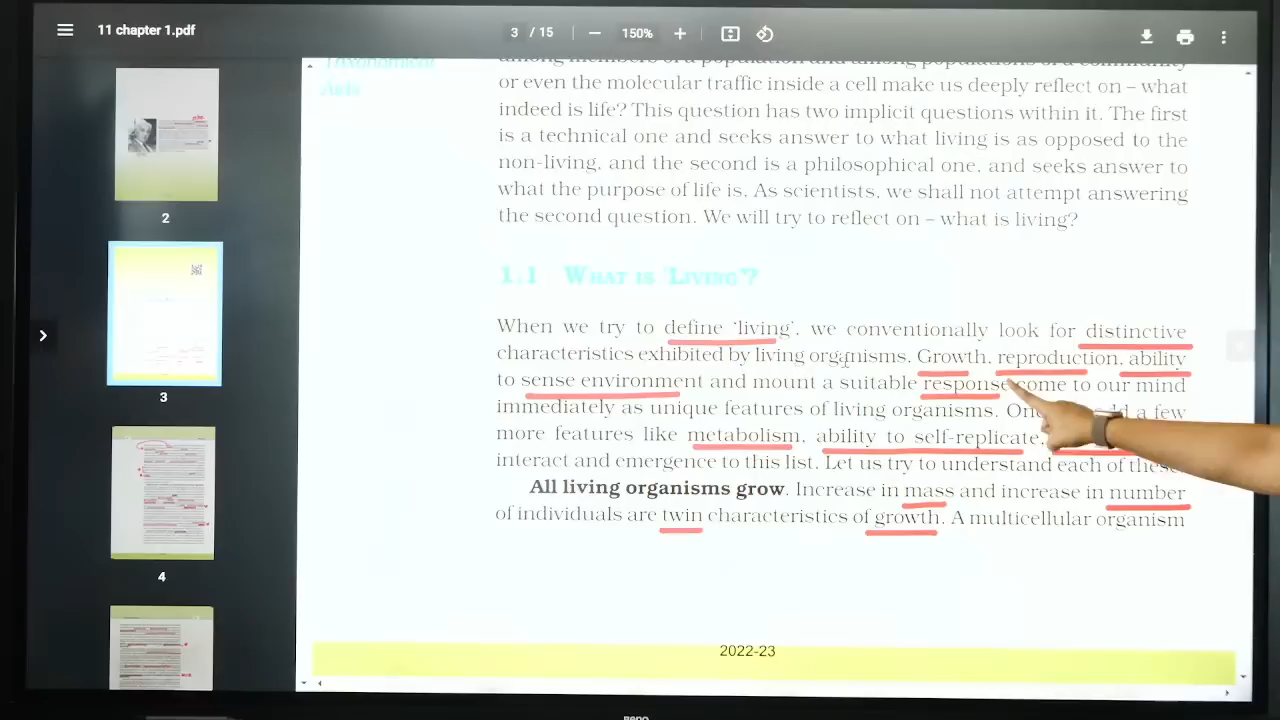 11 chapter 1.pdf
3 / 15
150%
Taxonomical
Aids
among members of a population and among populations of a community
or even the molecular traffic inside a cell make us deeply reflect on – what
indeed is life? This question has two implicit questions within it. The first
is a technical one and seeks answer to what living is as opposed to the
non-living, and the second is a philosophical one, and seeks answer to
what the purpose of life is. As scientists, we shall not attempt answering
the second question. We will try to reflect on – what is living?
1.1 WHAT IS 'LIVING'?
When we try to define 'living', we conventionally look for distinctive
characteristics exhibited by living organisms. Growth, reproduction, ability
to sense environment and mount a suitable response come to our mind
immediately as unique features of living organisms. One add a few
more features like metabolism, ability self-replicate
interact and emergence to this list. Let us try to understand each of these.
All living organisms grow. Increase in mass and increase in number
of individuals are twin characteristics of growth. A multicellular organism
2022-23
2
3
4
BenQ